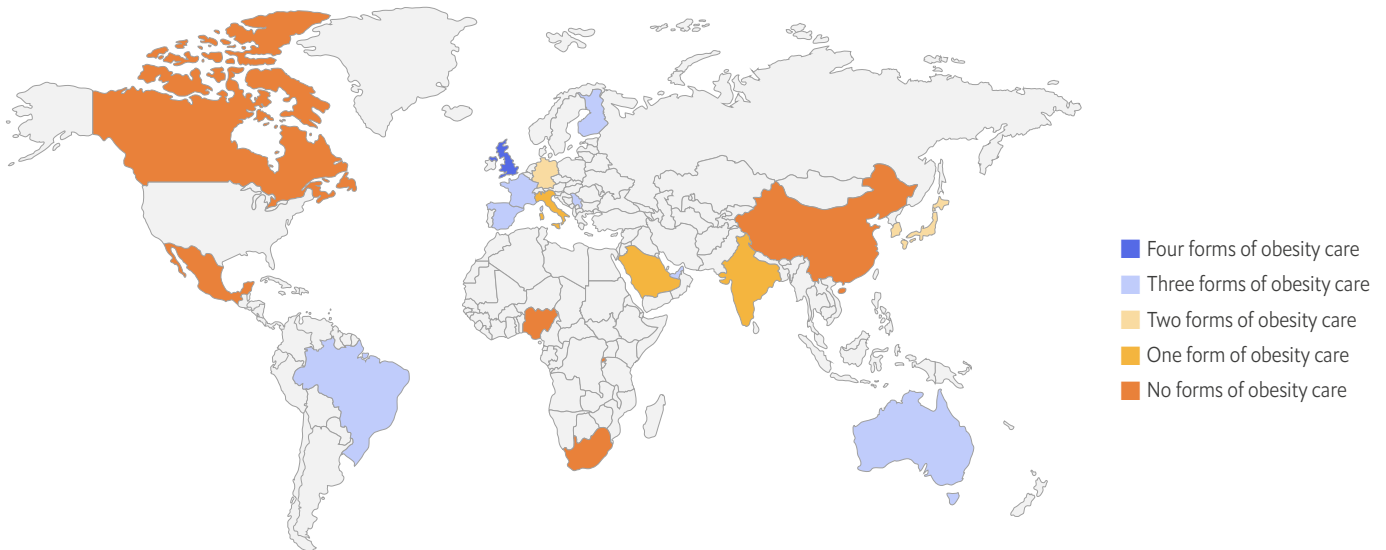 Four forms of obesity care
Three forms of obesity care
Two forms of obesity care
One form of obesity care
No forms of obesity care